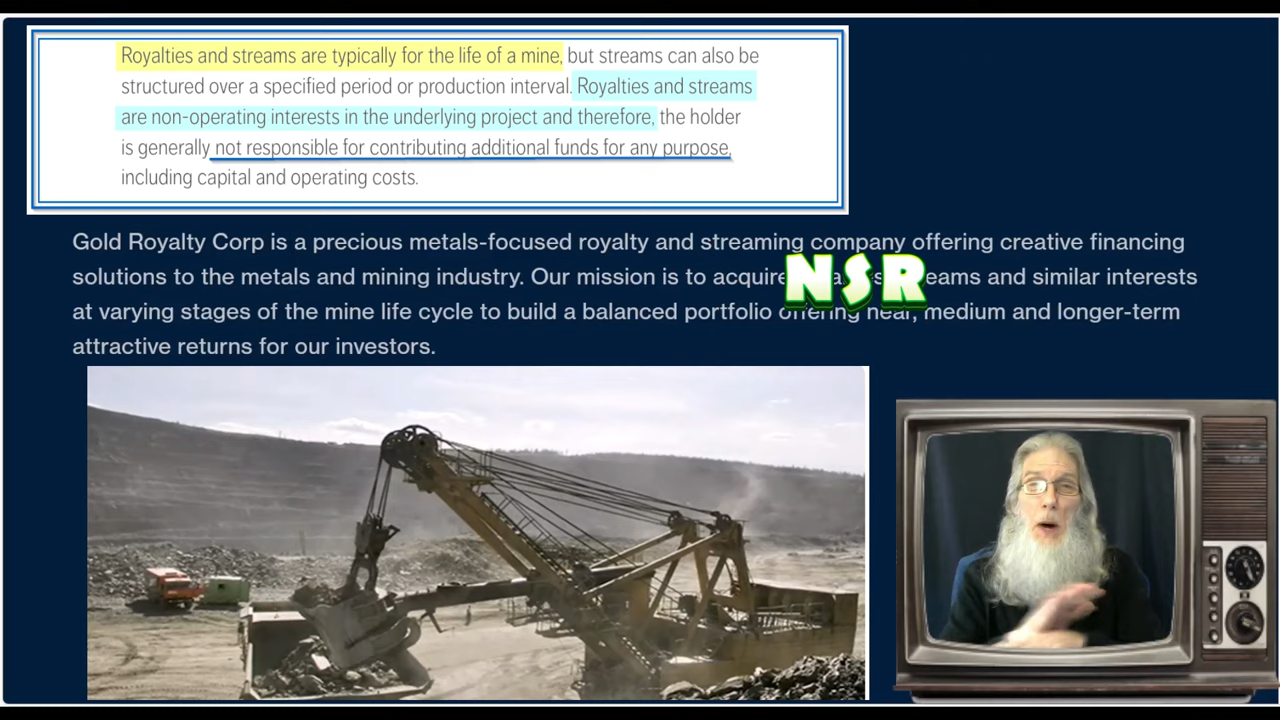 Royalties and streams are typically for the life of a mine, but streams can also be
structured over a specified period or production interval. Royalties and streams
are non-operating interests in the underlying project and therefore, the holder
is generally not responsible for contributing additional funds for any purpose,
including capital and operating costs.
Gold Royalty Corp is a precious metals-focused royalty and streaming company offering creative financing
solutions to the metals and mining industry. Our mission is to acquire and similar interests
at varying stages of the mine life cycle to build a balanced portfolio offering near, medium and longer-term
attractive returns for our investors.
NSR